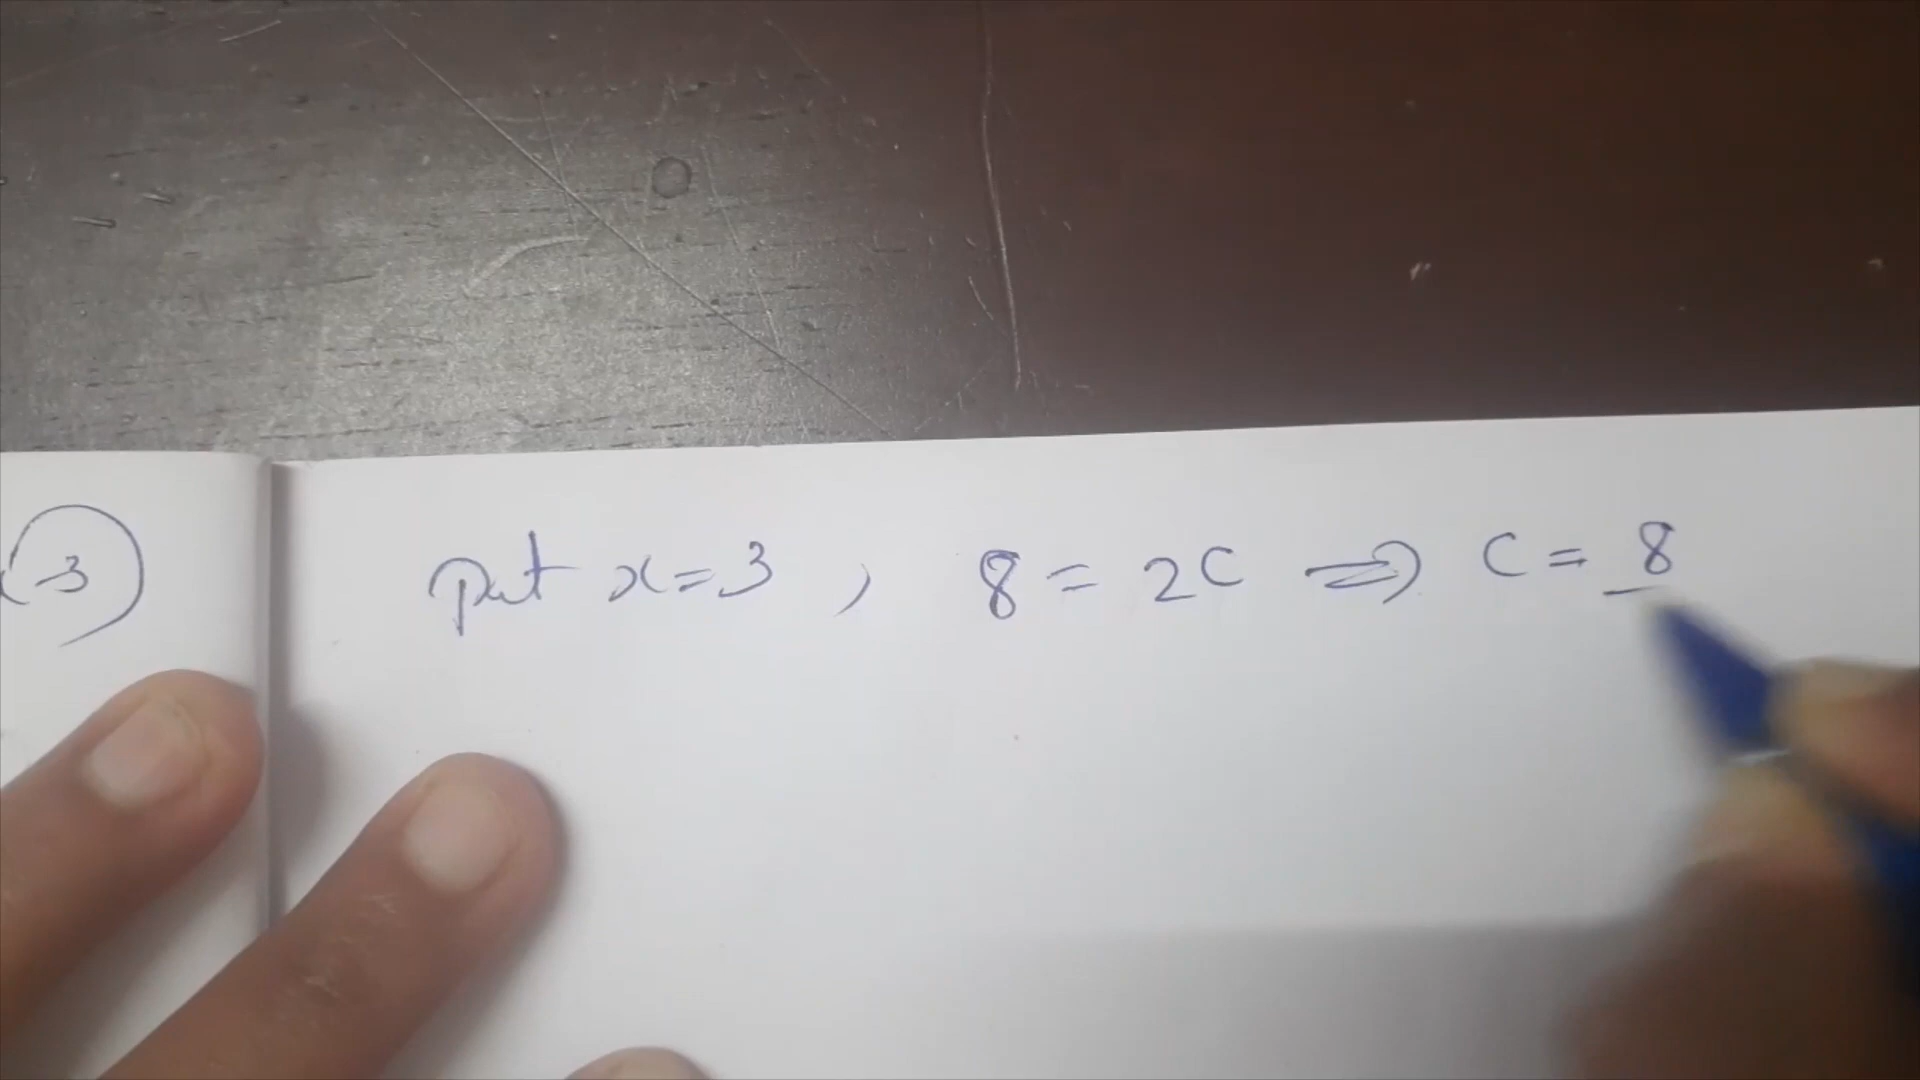 (3) put x=3 , 8 = 2C ⇒ C = 8